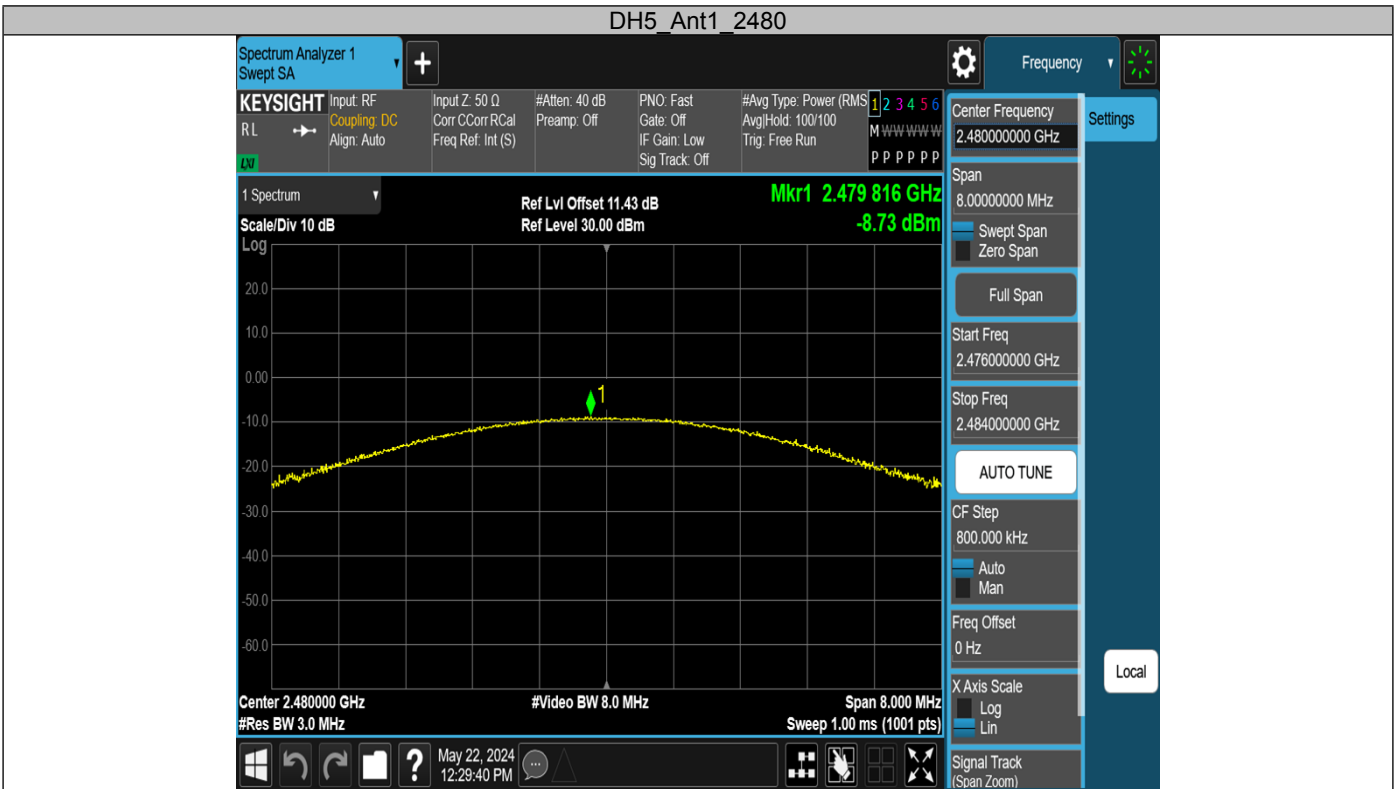 DH5_Ant1_2480
Spectrum Analyzer 1
Swept SA
+
Frequency
KEYSIGHT
RL
LXI
Input: RF
Coupling: DC
Align: Auto
Input Z: 50 Ω
Corr CCorr RCal
Freq Ref: Int (S)
#Atten: 40 dB
Preamp: Off
PNO: Fast
Gate: Off
IF Gain: Low
Sig Track: Off
#Avg Type: Power (RMS
Avg|Hold: 100/100
Trig: Free Run
1 2 3 4 5 6
M W W W W W
P P P P P P
1 Spectrum
Scale/Div 10 dB
Log
Ref Lvl Offset 11.43 dB
Ref Level 30.00 dBm
Mkr1 2.479 816 GHz
-8.73 dBm
20.0
10.0
0.00
-10.0
-20.0
-30.0
-40.0
-50.0
-60.0
1
Center 2.480000 GHz
#Res BW 3.0 MHz
#Video BW 8.0 MHz
Span 8.000 MHz
Sweep 1.00 ms (1001 pts)
Center Frequency
2.480000000 GHz
Settings
Span
8.00000000 MHz
Swept Span
Zero Span
Full Span
Start Freq
2.476000000 GHz
Stop Freq
2.484000000 GHz
AUTO TUNE
CF Step
800.000 kHz
Auto
Man
Freq Offset
0 Hz
X Axis Scale
Log
Lin
Local
Signal Track
(Span Zoom)
?
May 22, 2024
12:29:40 PM